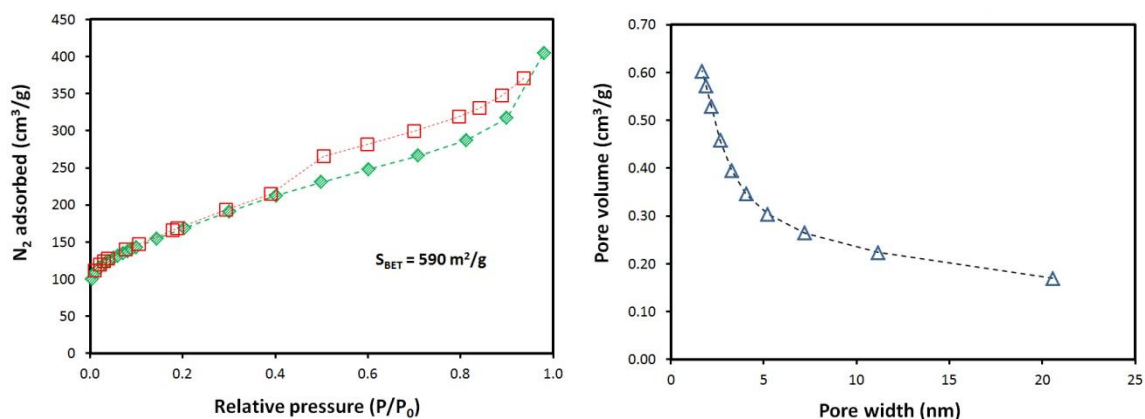 N₂ adsorbed (cm³/g)
450
400
350
300
250
200
150
100
50
0
0.0 0.2 0.4 0.6 0.8 1.0
Relative pressure (P/P₀)
S_BET = 590 m²/g
Pore volume (cm³/g)
0.70
0.60
0.50
0.40
0.30
0.20
0.10
0.00
0 5 10 15 20 25
Pore width (nm)